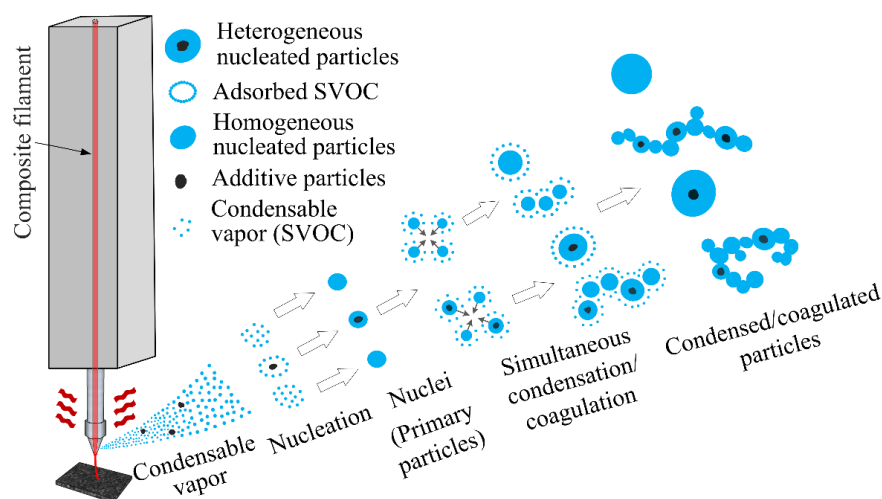 Composite filament
Heterogeneous
nucleated particles
Adsorbed SVOC
Homogeneous
nucleated particles
Additive particles
Condensable
vapor (SVOC)
Condensable
vapor
Nucleation
Nuclei
(Primary
particles)
Simultaneous
condensation/
coagulation
Condensed/coagulated
particles